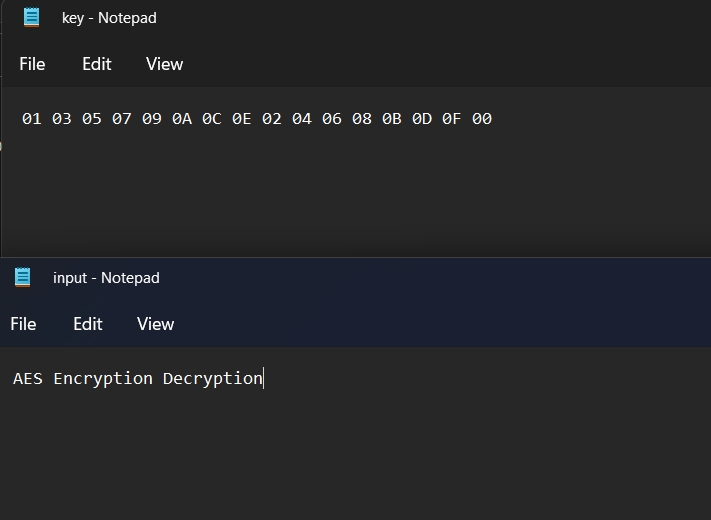 key - Notepad
File Edit View
01 03 05 07 09 0A 0C 0E 02 04 06 08 0B 0D 0F 00
input - Notepad
File Edit View
AES Encryption Decryption